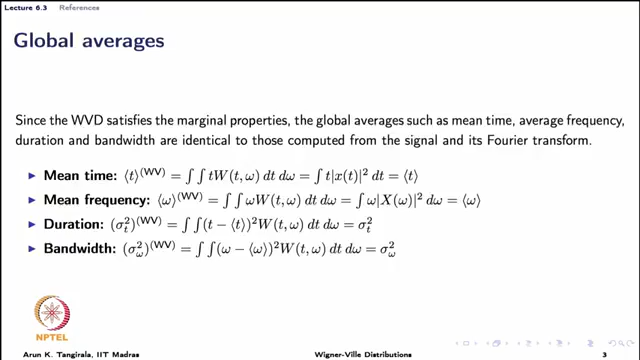 Lecture 6.3 References
Global averages
Since the WVD satisfies the marginal properties, the global averages such as mean time, average frequency,
duration and bandwidth are identical to those computed from the signal and its Fourier transform.
▶ Mean time: ⟨t⟩^(WV) = ∫∫ tW(t, ω) dt dω = ∫ t|x(t)|² dt = ⟨t⟩
▶ Mean frequency: ⟨ω⟩^(WV) = ∫∫ ωW(t, ω) dt dω = ∫ ω|X(ω)|² dω = ⟨ω⟩
▶ Duration: (σ_t²)^(WV) = ∫∫ (t − ⟨t⟩)²W(t, ω) dt dω = σ_t²
▶ Bandwidth: (σ_ω²)^(WV) = ∫∫ (ω − ⟨ω⟩)²W(t, ω) dt dω = σ_ω²
NPTEL
Arun K. Tangirala, IIT Madras Wigner-Ville Distributions 3